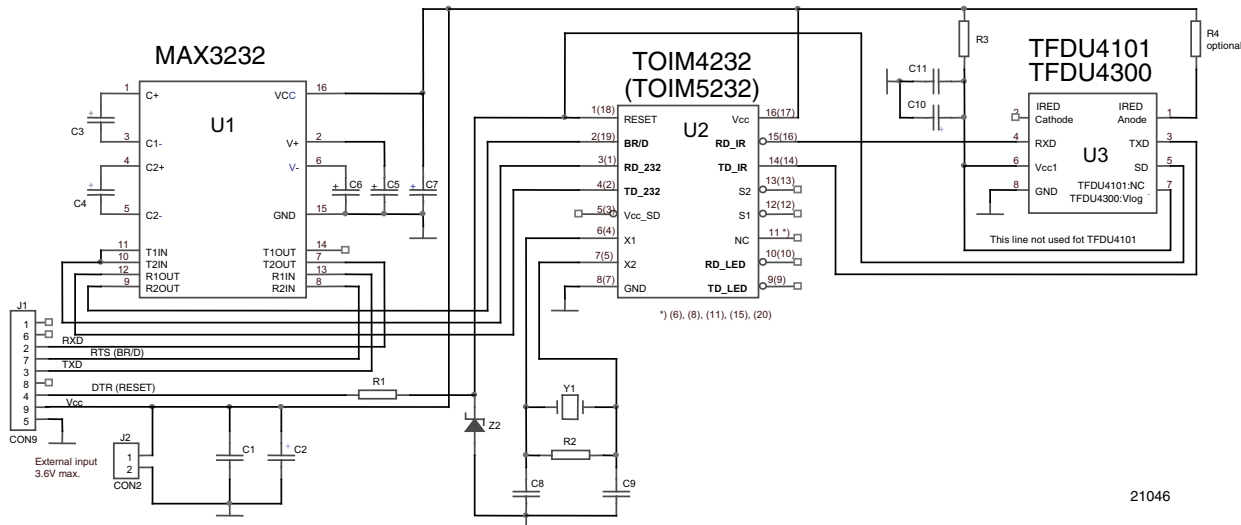 MAX3232
TOIM4232
(TOIM5232)
TFDU4101
TFDU4300
R3
R4
optional
C11
C10
1
C+
VCC
16
U1
C3
3
C1-
V+
2
4
C2+
V-
6
C6
C5
C7
C4
5
C2-
GND
15
11
T1IN
T1OUT
14
10
T2IN
T2OUT
7
12
R1OUT
R1IN
13
9
R2OUT
R2IN
8
1(18)
RESET
U2
Vcc
16(17)
2(19)
BR/D
RD_IR
15(16)
3(1)
RD_232
TD_IR
14(14)
4(2)
TD_232
S2
13(13)
5(3)
Vcc_SD
S1
12(12)
6(4)
X1
NC
11 *)
7(5)
X2
RD_LED
10(10)
8(7)
GND
TD_LED
9(9)
*) (6), (8), (11), (15), (20)
2
IRED
Cathode
IRED
Anode
1
4
RXD
TXD
3
U3
6
Vcc1
SD
5
8
GND
TFDU4101:NC
TFDU4300:Vlog
7
This line not used fot TFDU4101
J1
1
6
2
RXD
7
RTS (BR/D)
3
TXD
8
4
DTR (RESET)
R1
9
Vcc
5
CON9
External input
3.6V max.
J2
1
2
CON2
C1
C2
Z2
Y1
R2
C8
C9
21046